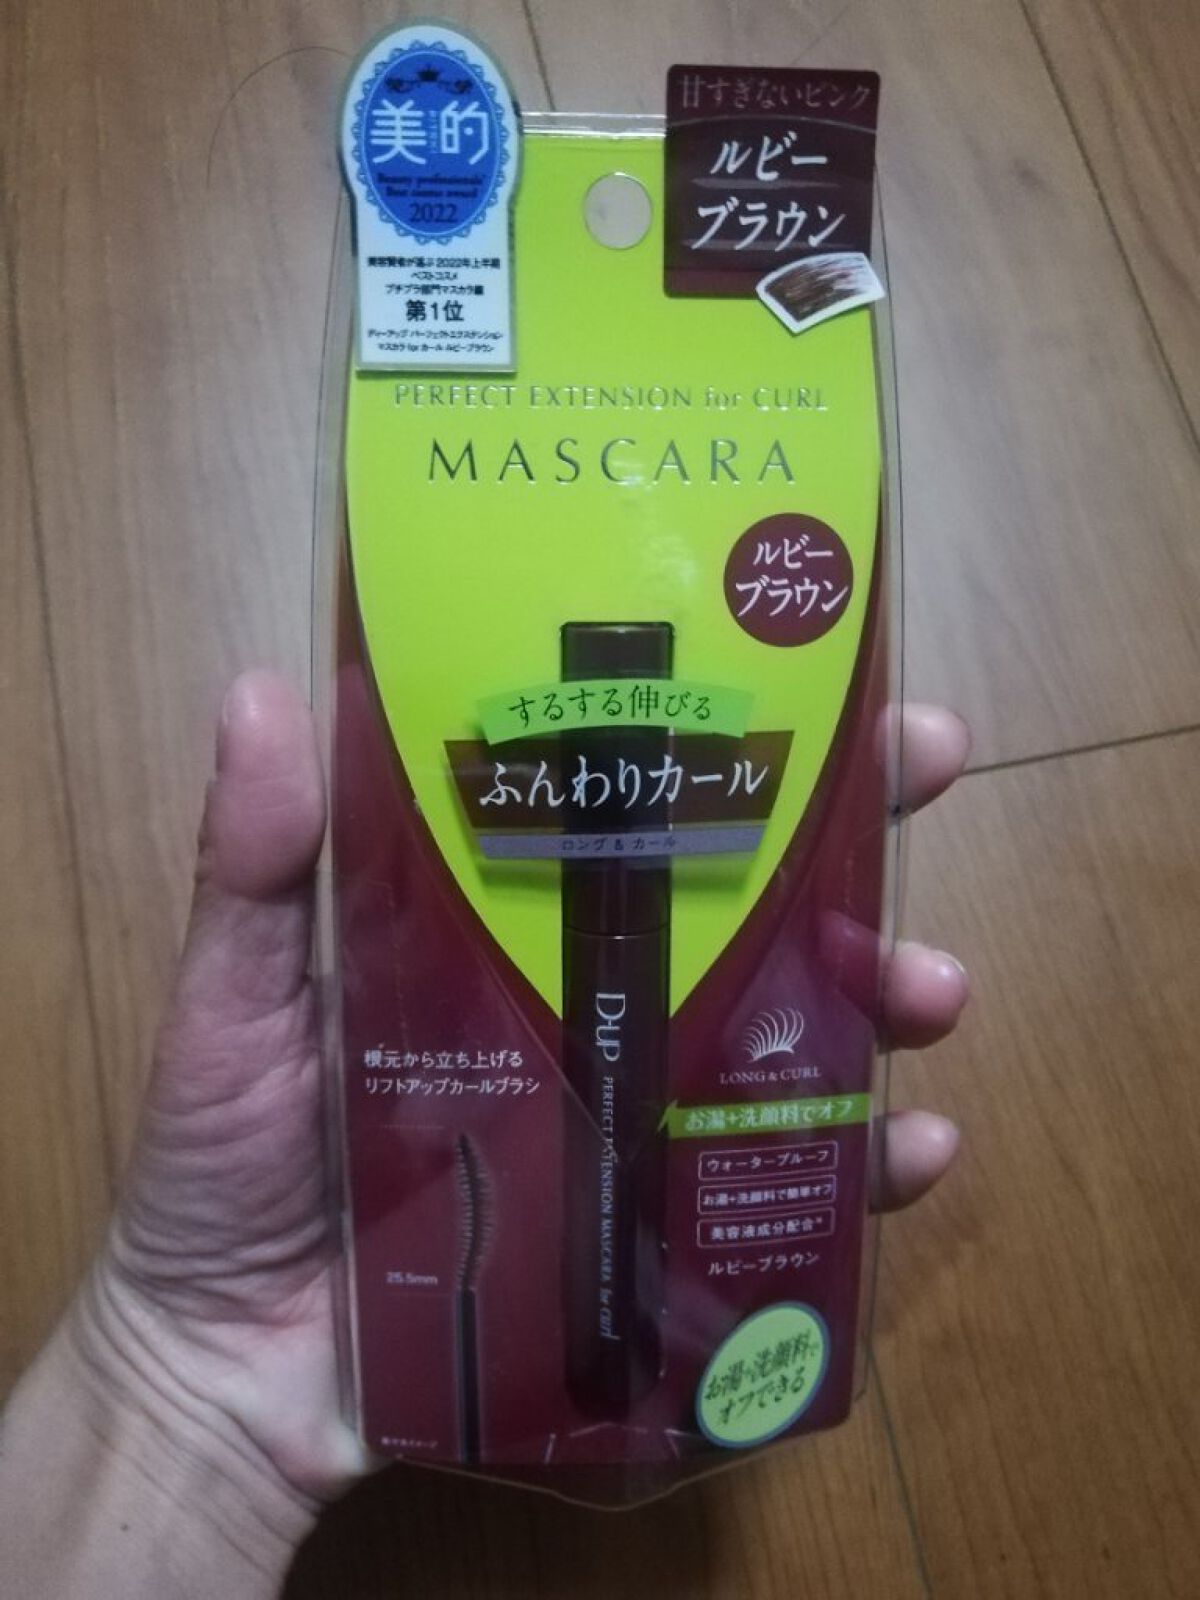 美的
BITEKI
Beauty professionals'
Best cosme award
2022
美容賢者が選ぶ 2022年上半期
ベストコスメ
プチプラ部門マスカラ編
第1位
ディーアップ パーフェクトエクステンション
マスカラ for カール ルビーブラウン
甘すぎないピンク
ルビー
ブラウン
PERFECT EXTENSION for CURL
MASCARA
ルビー
ブラウン
するする伸びる
ふんわりカール
ロング & カール
D-UP PERFECT EXTENSION MASCARA for curl
根元から立ち上げる
リフトアップカールブラシ
25.5mm
LONG & CURL
お湯+洗顔料でオフ
ウォータープルーフ
お湯+洗顔料で簡単オフ
美容液成分配合*
ルビーブラウン
お湯+洗顔料で
オフできる